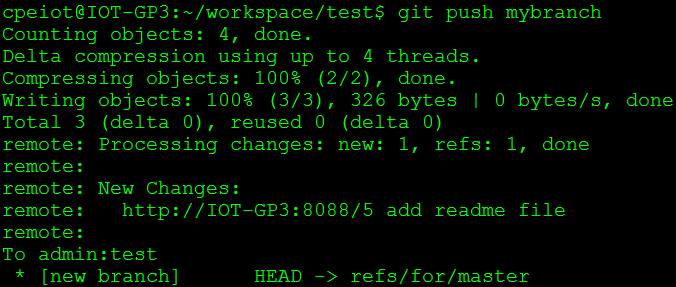 cpeiot@IOT-GP3:~/workspace/test$ git push mybranch
Counting objects: 4, done.
Delta compression using up to 4 threads.
Compressing objects: 100% (2/2), done.
Writing objects: 100% (3/3), 326 bytes | 0 bytes/s, done
Total 3 (delta 0), reused 0 (delta 0)
remote: Processing changes: new: 1, refs: 1, done
remote:
remote: New Changes:
remote:   http://IOT-GP3:8088/5 add readme file
remote:
To admin:test
 * [new branch]      HEAD -> refs/for/master